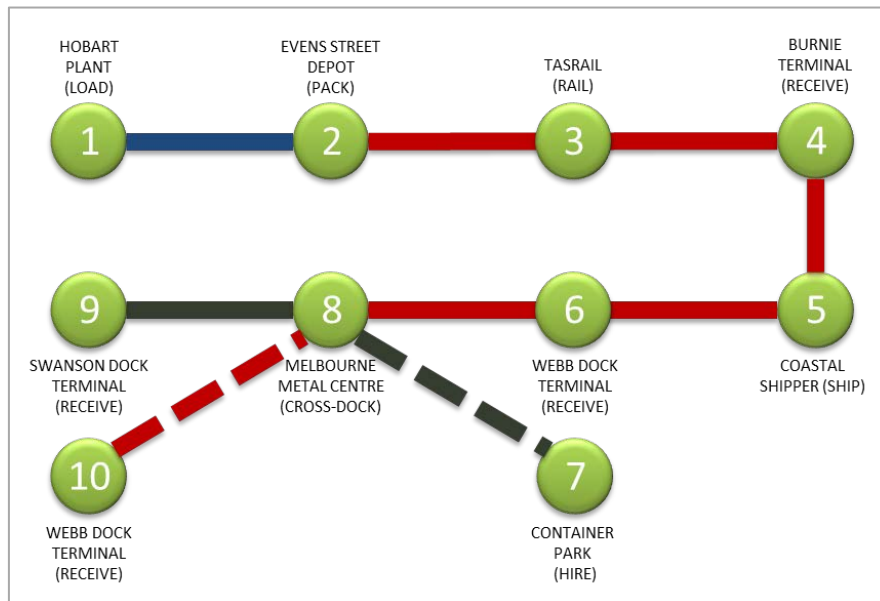 HOBART
PLANT
(LOAD)
EVENS STREET
DEPOT
(PACK)
TASRAIL
(RAIL)
BURNIE
TERMINAL
(RECEIVE)
1
2
3
4
9
8
6
5
SWANSON DOCK
TERMINAL
(RECEIVE)
MELBOURNE
METAL CENTRE
(CROSS-DOCK)
WEBB DOCK
TERMINAL
(RECEIVE)
COASTAL
SHIPPER (SHIP)
10
7
WEBB DOCK
TERMINAL
(RECEIVE)
CONTAINER
PARK
(HIRE)